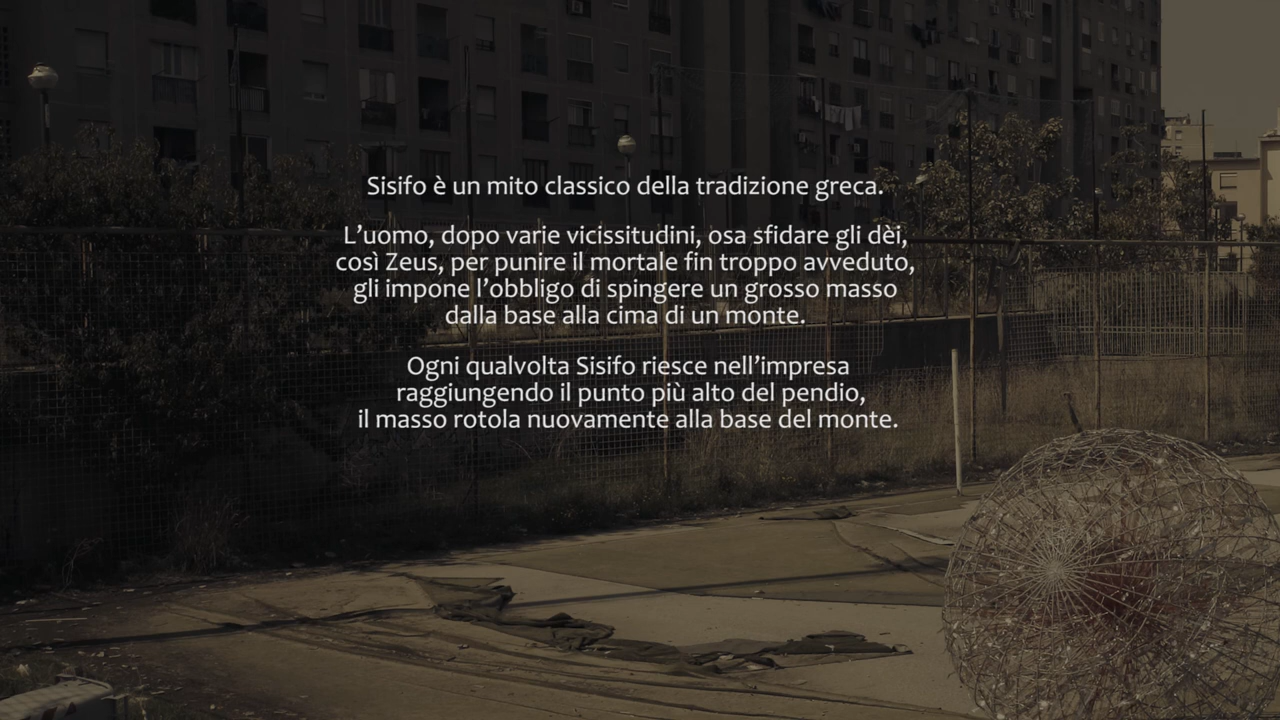 Sisifo è un mito classico della tradizione greca.
L’uomo, dopo varie vicissitudini, osa sfidare gli dèi,
così Zeus, per punire il mortale fin troppo avveduto,
gli impone l’obbligo di spingere un grosso masso
dalla base alla cima di un monte.
Ogni qualvolta Sisifo riesce nell’impresa
raggiungendo il punto più alto del pendio,
il masso rotola nuovamente alla base del monte.